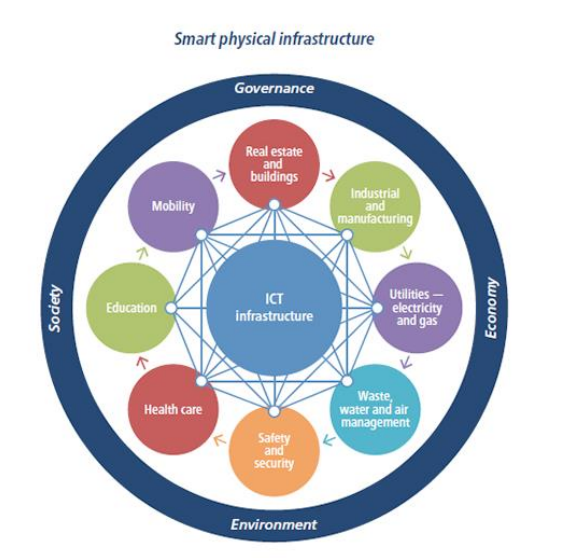 Smart physical infrastructure
Governance
Real estate
and
buildings
Industrial
and
manufacturing
Utilities —
electricity
and gas
Waste,
water and air
management
Safety
and
security
Health care
Education
Mobility
ICT
infrastructure
Society
Economy
Environment